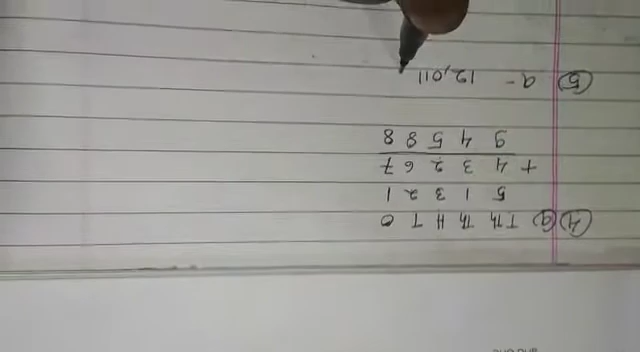 ④ ⓐ TTh Th H T O
5 1 3 2 1
+ 4 3 2 6 7
9 4 5 8 8
⑤ a- 12,011